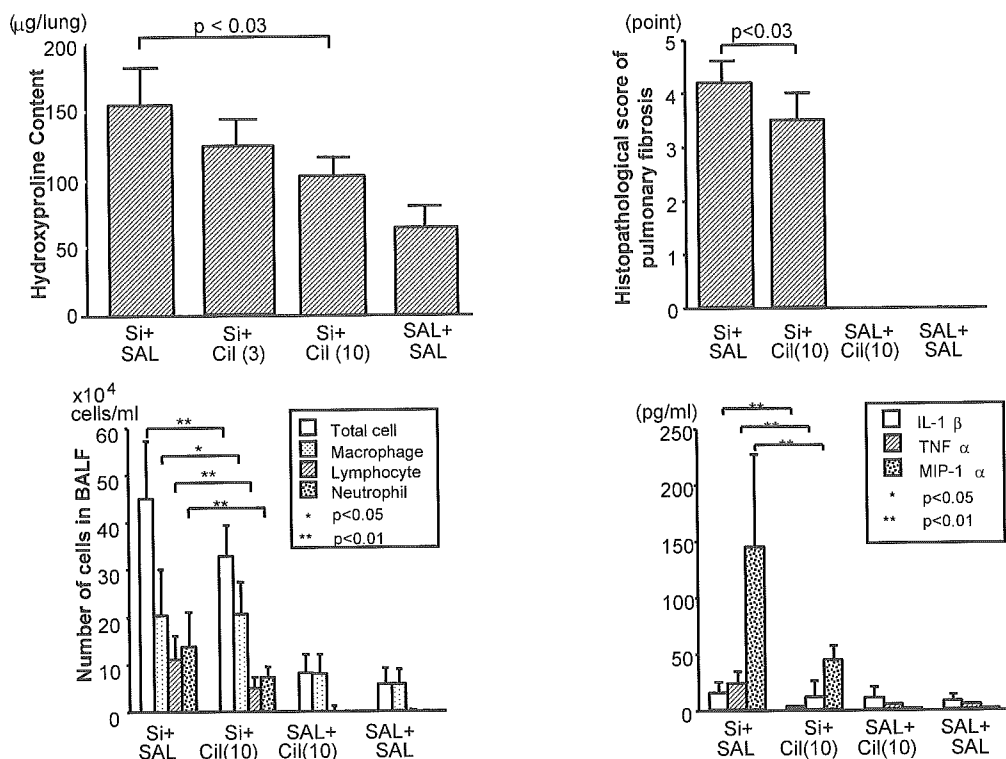 (µg/lung)
p < 0.03
200
150
100
50
0
Hydroxyproline Content
Si+ SAL
Si+ Cil (3)
Si+ Cil (10)
SAL+ SAL
(point)
p<0.03
5
4
3
2
1
0
Histopathological score of
pulmonary fibrosis
Si+ SAL
Si+ Cil(10)
SAL+ Cil(10)
SAL+ SAL
x10⁴
cells/ml
60
50
40
30
20
10
0
Number of cells in BALF
**
*
**
**
Total cell
Macrophage
Lymphocyte
Neutrophil
* p<0.05
** p<0.01
Si+ SAL
Si+ Cil(10)
SAL+ Cil(10)
SAL+ SAL
(pg/ml)
250
200
150
100
50
0
**
**
**
IL-1 β
TNF α
MIP-1 α
* p<0.05
** p<0.01
Si+ SAL
Si+ Cil(10)
SAL+ Cil(10)
SAL+ SAL